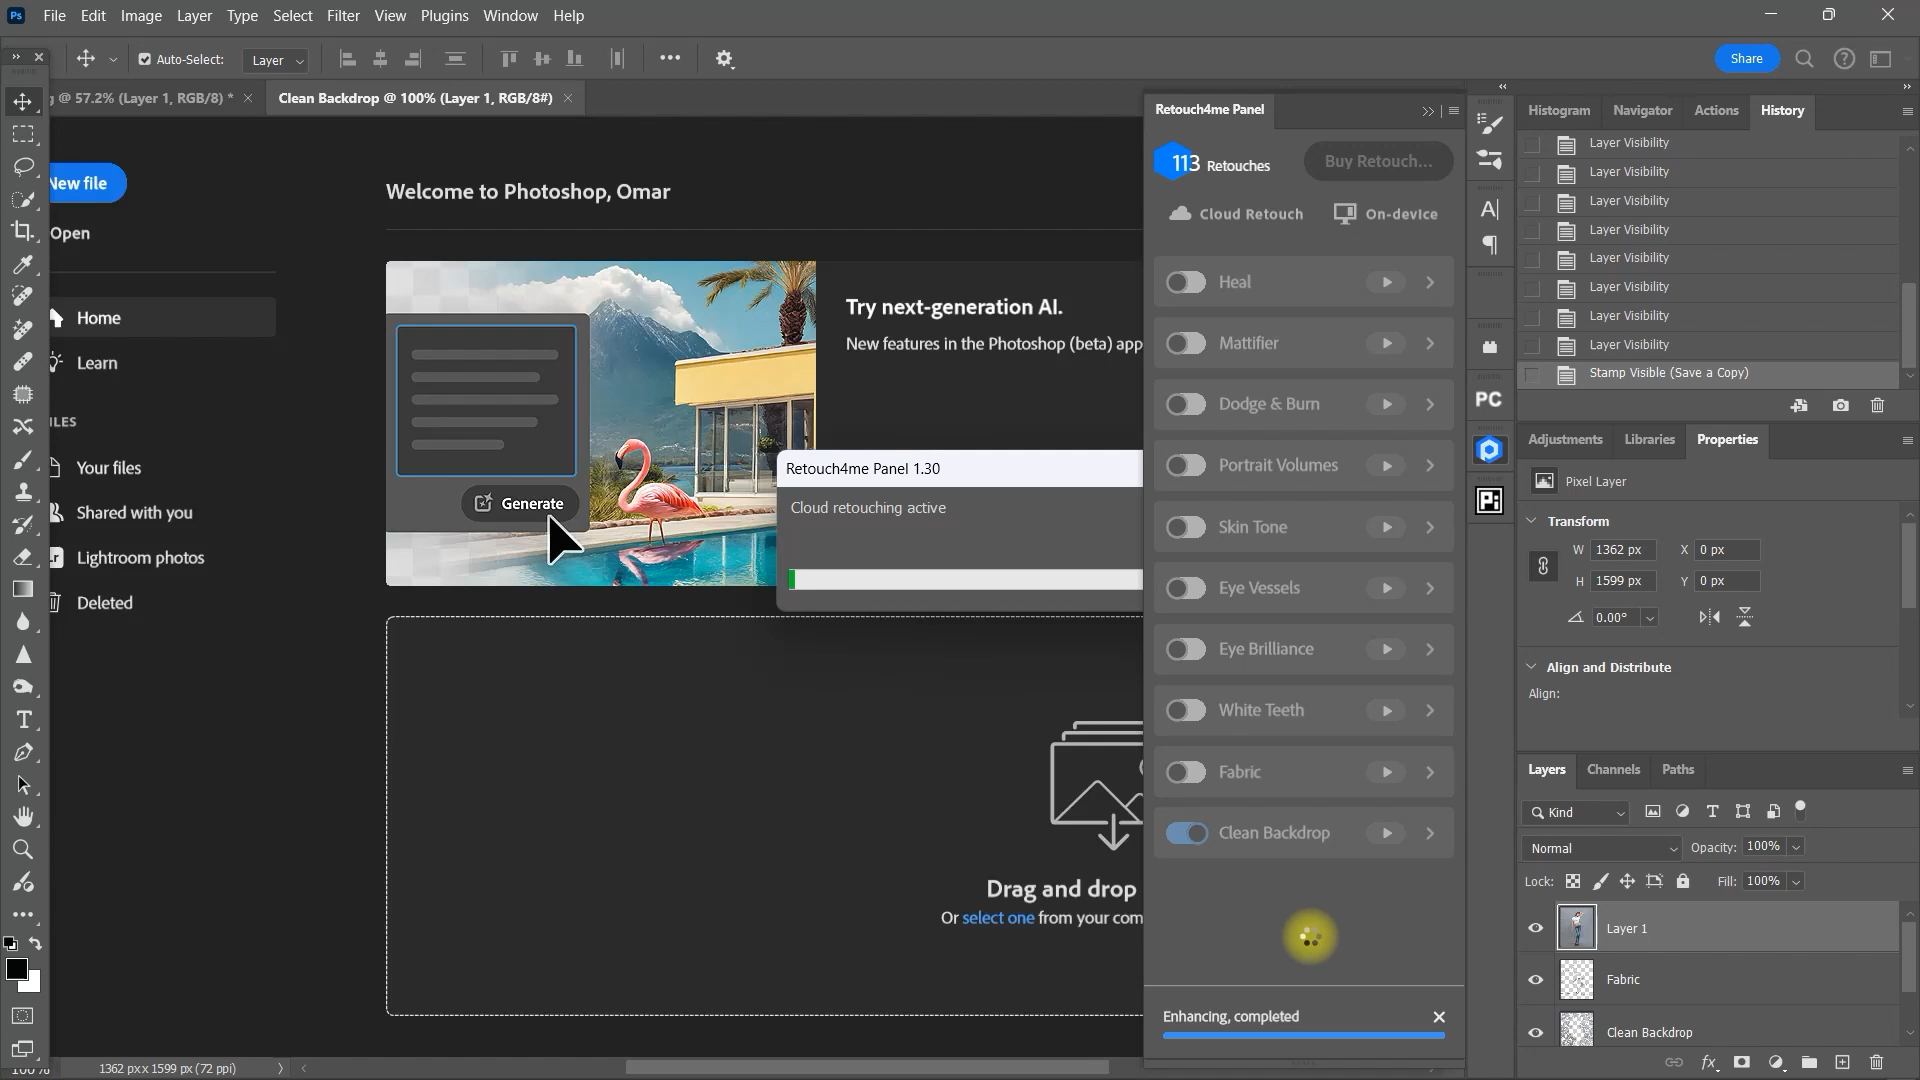 Ps File Edit Image Layer Type Select Filter View Plugins Window Help
Auto-Select: Layer
Share
g @ 57.2% (Layer 1, RGB/8) *
Clean Backdrop @ 100% (Layer 1, RGB/8#)
New file
Open
Home
Learn
ILES
Your files
Shared with you
Lightroom photos
Deleted
Welcome to Photoshop, Omar
Try next-generation AI.
New features in the Photoshop (beta) app
Generate
Retouch4me Panel 1.30
Cloud retouching active
Drag and drop
Or select one from your com
100%
1362 px x 1599 px (72 ppi)
Retouch4me Panel
113 Retouches
Buy Retouch...
Cloud Retouch
On-device
Heal
Mattifier
Dodge & Burn
Portrait Volumes
Skin Tone
Eye Vessels
Eye Brilliance
White Teeth
Fabric
Clean Backdrop
Enhancing, completed
PC
Histogram Navigator Actions History
Layer Visibility
Layer Visibility
Layer Visibility
Layer Visibility
Layer Visibility
Layer Visibility
Layer Visibility
Layer Visibility
Stamp Visible (Save a Copy)
Adjustments Libraries Properties
Pixel Layer
Transform
W 1362 px X 0 px
H 1599 px Y 0 px
0.00°
Align and Distribute
Align:
Layers Channels Paths
Kind
Normal Opacity: 100%
Lock: Fill: 100%
Layer 1
Fabric
Clean Backdrop
fx